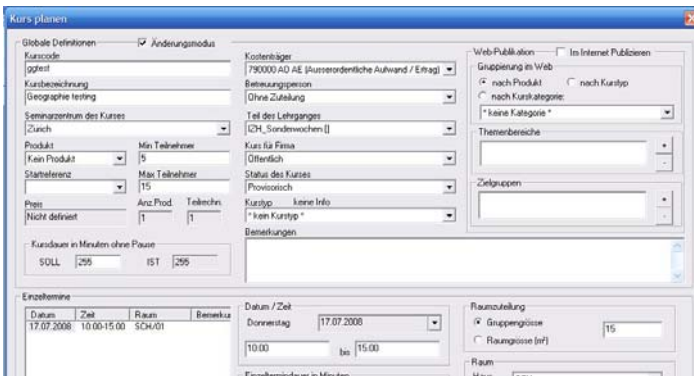 Kurs planen
Globale Definitionen
Änderungsmodus
Kurscode
ggtest
Kursbezeichnung
Geographie testing
Seminarzentrum des Kurses
Zürich
Produkt
Min Teilnehmer
Kein Produkt
5
Startreferenz
Max Teilnehmer
15
Preis
Anz.Prod.
Teilrechn.
Nicht definiert
1
1
Kursdauer in Minuten ohne Pause
SOLL
255
IST
255
Kostenträger
790000 AO AE (Ausserordentliche Aufwand / Ertrag)
Betreuungsperson
Ohne Zuteilung
Teil des Lehrganges
IZH_Sonderwochen []
Kurs für Firma
Öffentlich
Status des Kurses
Provisorisch
Kurstyp
keine Info
* kein Kurstyp *
Bemerkungen
Web-Publikation
Im Internet Publizieren
Gruppierung im Web
nach Produkt
nach Kurstyp
nach Kurskategorie:
* keine Kategorie *
Themenbereiche
+
-
Zielgruppen
+
-
Einzeltermine
Datum
Zeit
Raum
Bemerku
17.07.2008
10:00-15:00
SCH/01
Datum / Zeit
Donnerstag
17.07.2008
10:00
bis
15:00
Einzelterminedauer in Minuten
Raumzuteilung
Gruppengrösse
15
Raumgrösse (m²)
Raum